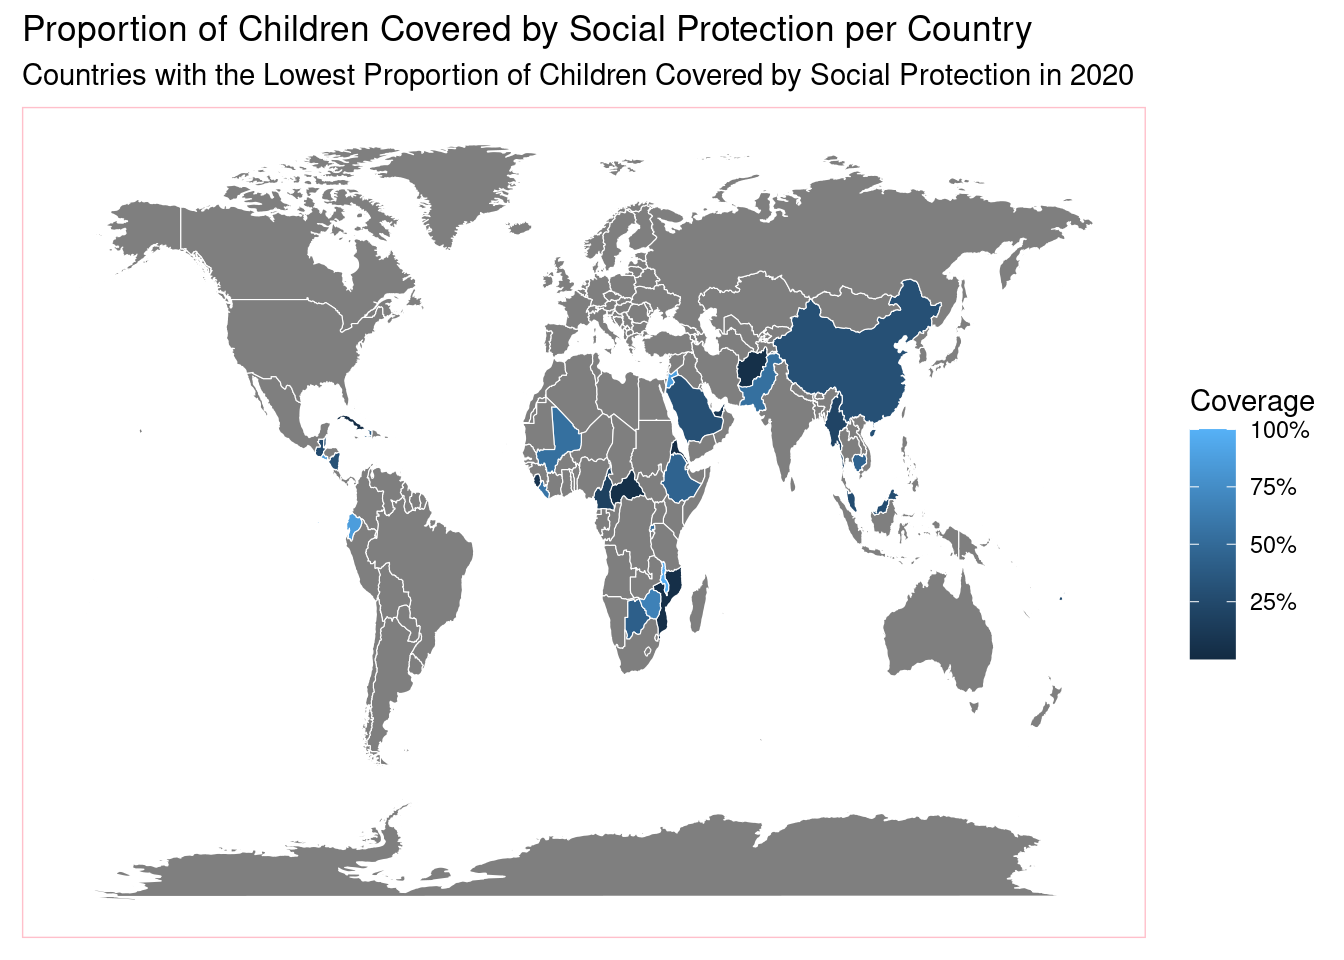 Proportion of Children Covered by Social Protection per Country
Countries with the Lowest Proportion of Children Covered by Social Protection in 2020
Coverage
100%
75%
50%
25%